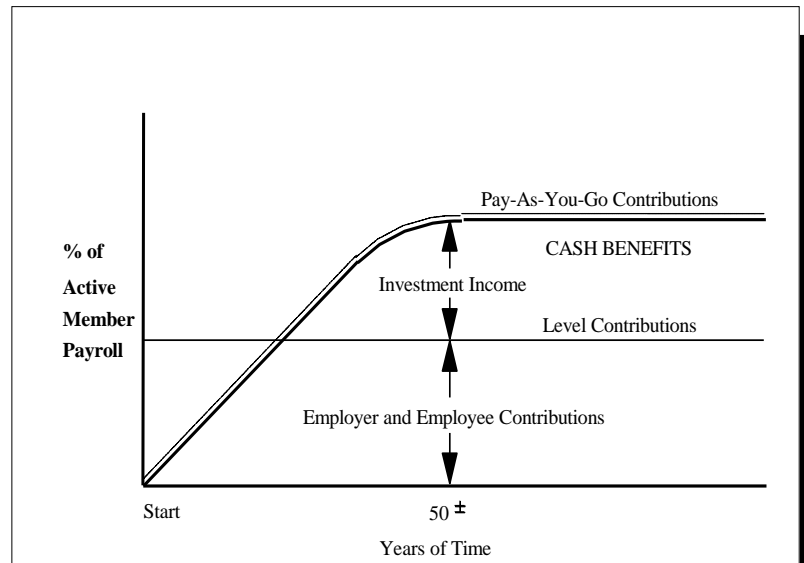 Pay-As-You-Go Contributions
CASH BENEFITS
% of
Active
Member
Payroll
Investment Income
Level Contributions
Employer and Employee Contributions
Start
50 ±
Years of Time